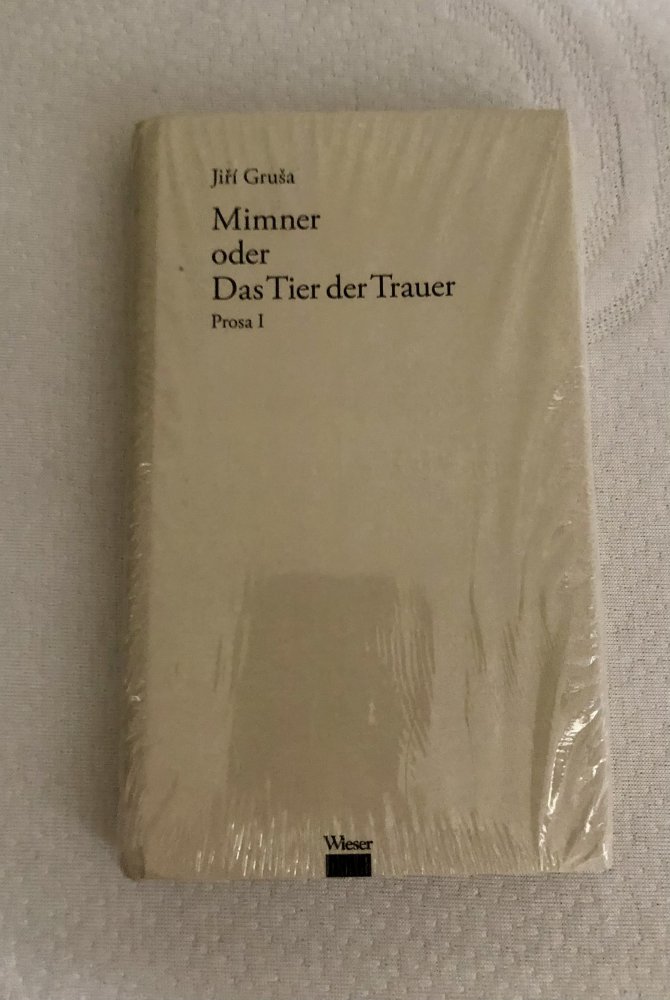 Jiří Gruša
Mimner
oder
Das Tier der Trauer
Prosa I
Wieser